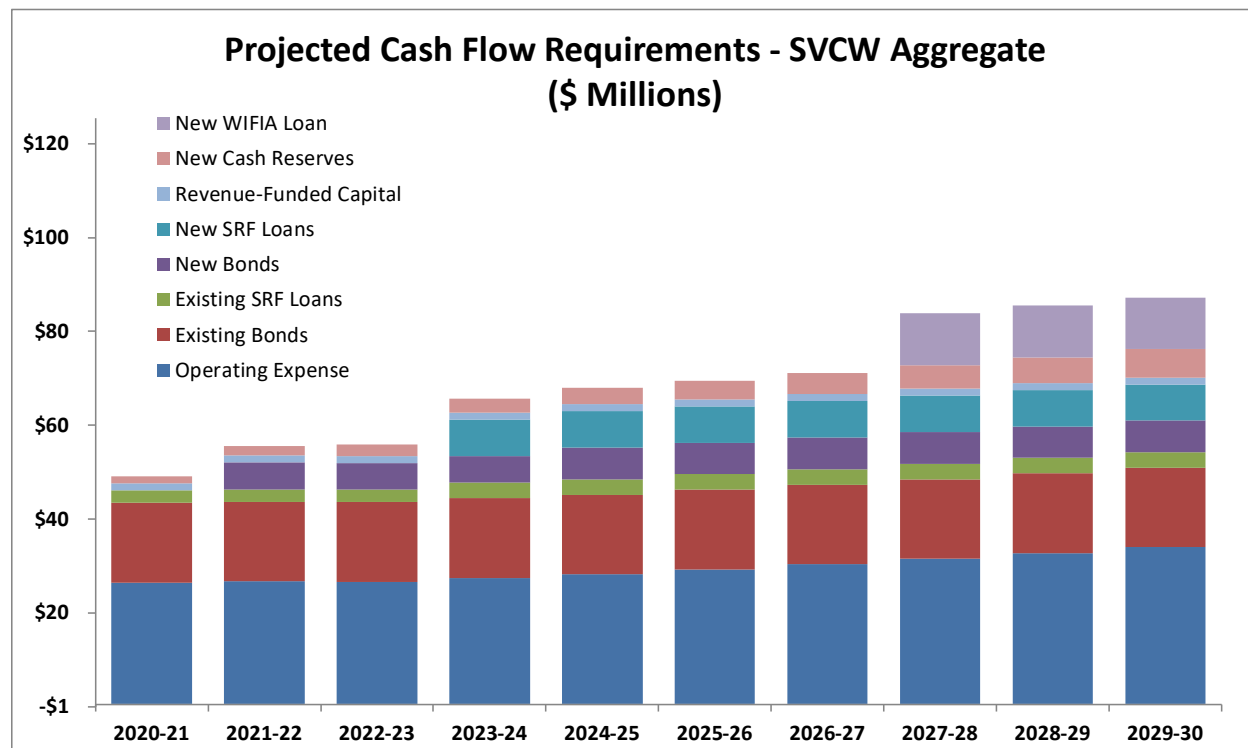 Projected Cash Flow Requirements - SVCW Aggregate
($ Millions)
New WIFIA Loan
New Cash Reserves
Revenue-Funded Capital
New SRF Loans
New Bonds
Existing SRF Loans
Existing Bonds
Operating Expense
$120
$100
$80
$60
$40
$20
-$1
2020-21 2021-22 2022-23 2023-24 2024-25 2025-26 2026-27 2027-28 2028-29 2029-30